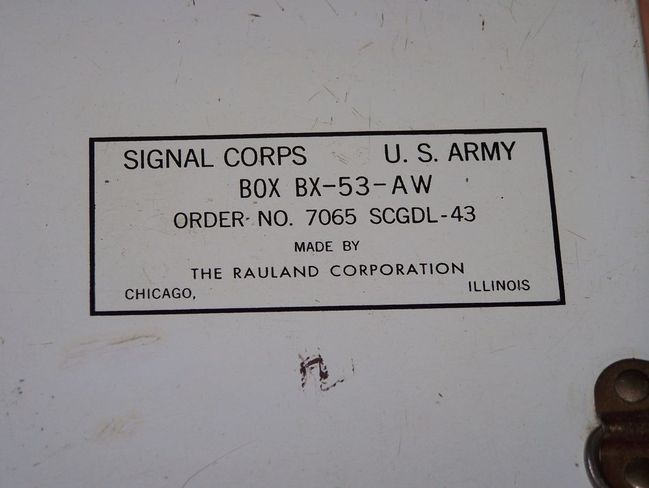 SIGNAL CORPS U. S. ARMY
BOX BX-53-AW
ORDER NO. 7065 SCGDL-43
MADE BY
THE RAULAND CORPORATION
CHICAGO, ILLINOIS